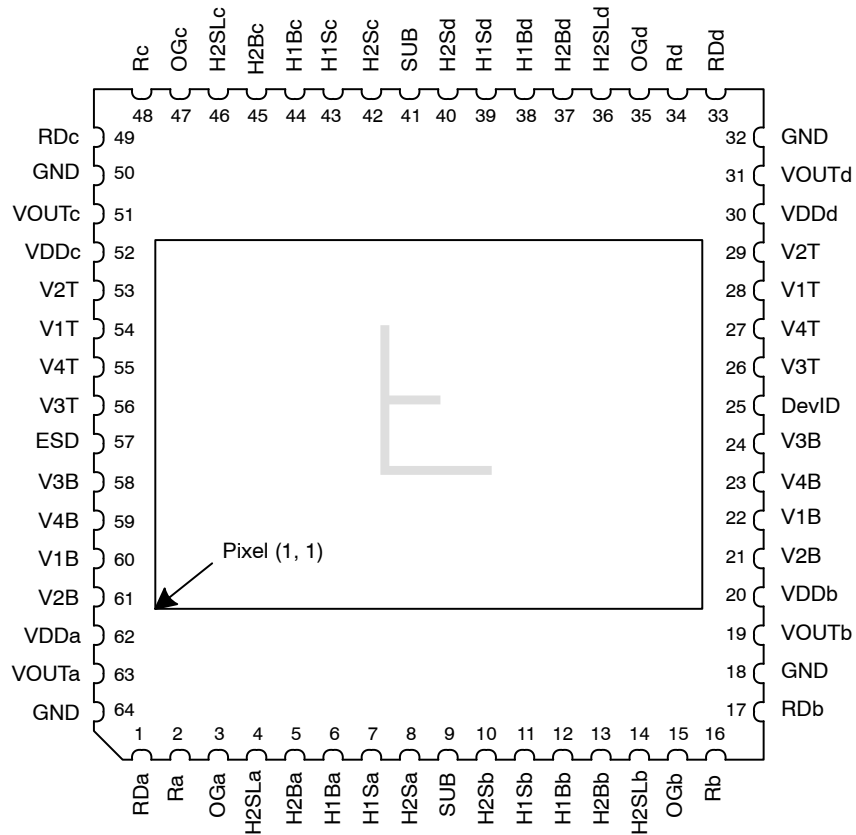 Rc OGc H2SLc H2Bc H1Bc H1Sc H2Sc SUB H2Sd H1Sd H1Bd H2Bd H2SLd OGd Rd RDd
48 47 46 45 44 43 42 41 40 39 38 37 36 35 34 33
RDc 49 32 GND
GND 50 31 VOUTd
VOUTc 51 30 VDDd
VDDc 52 29 V2T
V2T 53 28 V1T
V1T 54 27 V4T
V4T 55 26 V3T
V3T 56 25 DevID
ESD 57 24 V3B
V3B 58 23 V4B
V4B 59 22 V1B
V1B 60 21 V2B
Pixel (1, 1)
V2B 61 20 VDDb
VDDa 62 19 VOUTb
VOUTa 63 18 GND
GND 64 17 RDb
1 2 3 4 5 6 7 8 9 10 11 12 13 14 15 16
RDa Ra OGa H2SLa H2Ba H1Ba H1Sa H2Sa SUB H2Sb H1Sb H1Bb H2Bb H2SLb OGb Rb